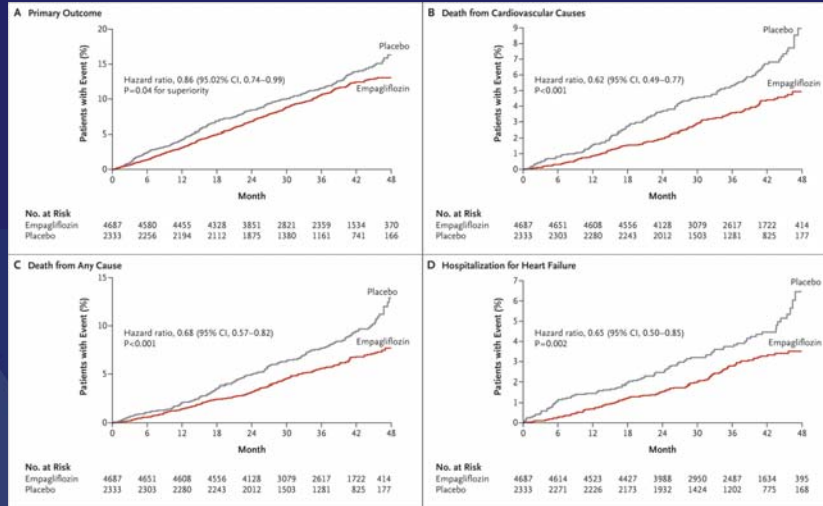 A Primary Outcome
20
15
10
5
0
Patients with Event (%)
Hazard ratio, 0.86 (95.02% CI, 0.74–0.99)
P=0.04 for superiority
Placebo
Empagliflozin
0 6 12 18 24 30 36 42 48
Month
No. at Risk
Empagliflozin 4687 4580 4455 4328 3851 2821 2359 1534 370
Placebo 2333 2256 2194 2112 1875 1380 1161 741 166
B Death from Cardiovascular Causes
9
8
7
6
5
4
3
2
1
0
Patients with Event (%)
Hazard ratio, 0.62 (95% CI, 0.49–0.77)
P<0.001
Placebo
Empagliflozin
0 6 12 18 24 30 36 42 48
Month
No. at Risk
Empagliflozin 4687 4651 4608 4556 4128 3079 2617 1722 414
Placebo 2333 2303 2280 2243 2012 1503 1281 825 177
C Death from Any Cause
15
10
5
0
Patients with Event (%)
Hazard ratio, 0.68 (95% CI, 0.57–0.82)
P<0.001
Placebo
Empagliflozin
0 6 12 18 24 30 36 42 48
Month
No. at Risk
Empagliflozin 4687 4651 4608 4556 4128 3079 2617 1722 414
Placebo 2333 2303 2280 2243 2012 1503 1281 825 177
D Hospitalization for Heart Failure
7
6
5
4
3
2
1
0
Patients with Event (%)
Hazard ratio, 0.65 (95% CI, 0.50–0.85)
P=0.002
Placebo
Empagliflozin
0 6 12 18 24 30 36 42 48
Month
No. at Risk
Empagliflozin 4687 4614 4523 4427 3988 2950 2487 1634 395
Placebo 2333 2271 2226 2173 1932 1424 1202 775 168